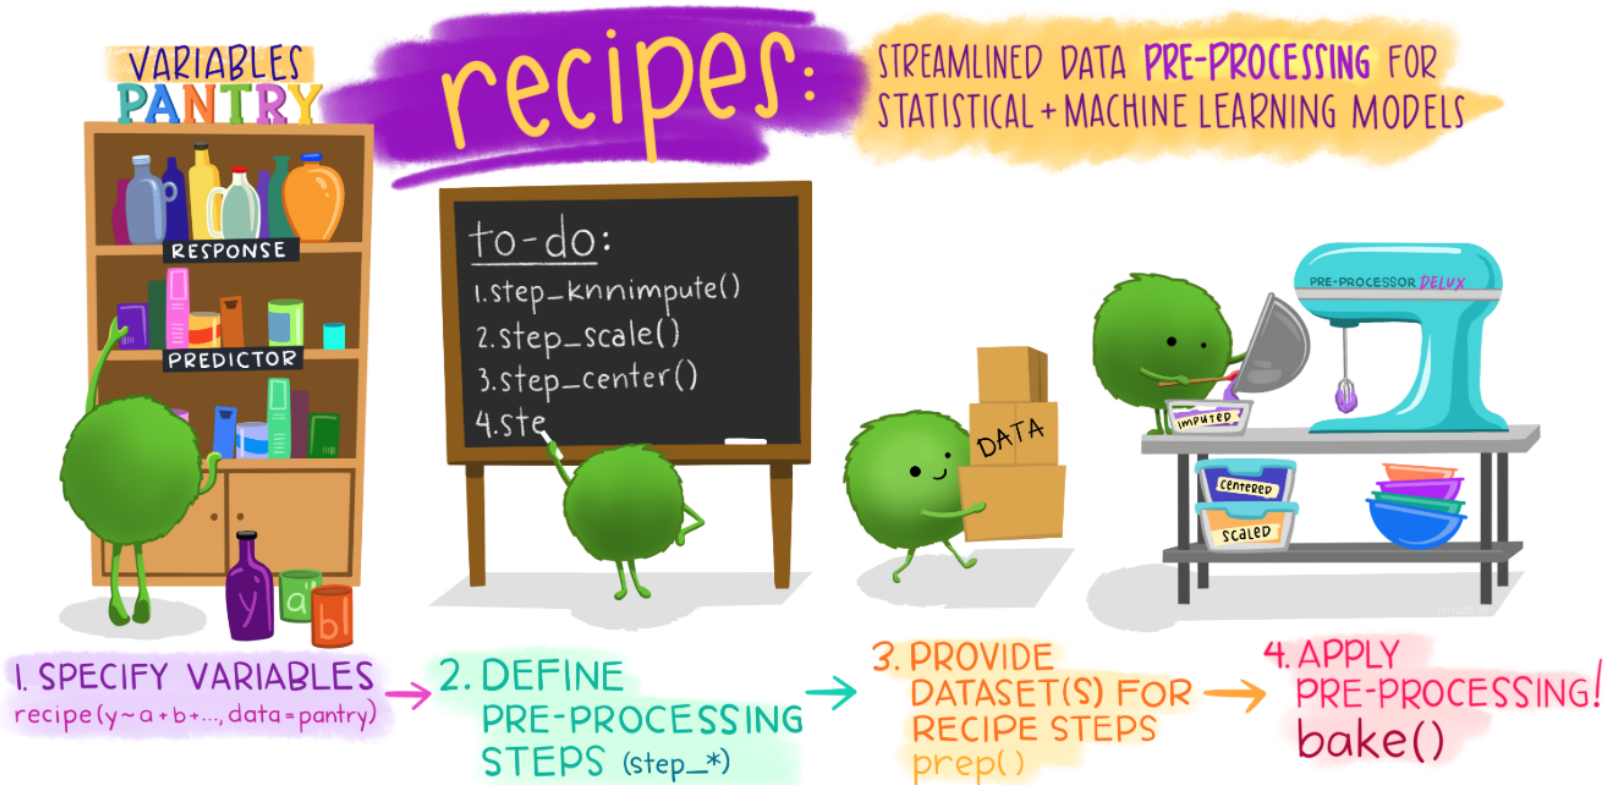 VARIABLES
PANTRY
recipes:
STREAMLINED DATA PRE-PROCESSING FOR
STATISTICAL + MACHINE LEARNING MODELS
RESPONSE
PREDICTOR
y
a
b
to-do:
1.step_knnimpute()
2.step_scale()
3.step_center()
4.ste
DATA
PRE-PROCESSOR DELUX
IMPUTED
CENTERED
SCALED
1. SPECIFY VARIABLES
recipe(y~a+b+..., data=pantry)
2. DEFINE
PRE-PROCESSING
STEPS (step_*)
3. PROVIDE
DATASET(S) FOR
RECIPE STEPS
prep()
4. APPLY
PRE-PROCESSING!
bake()